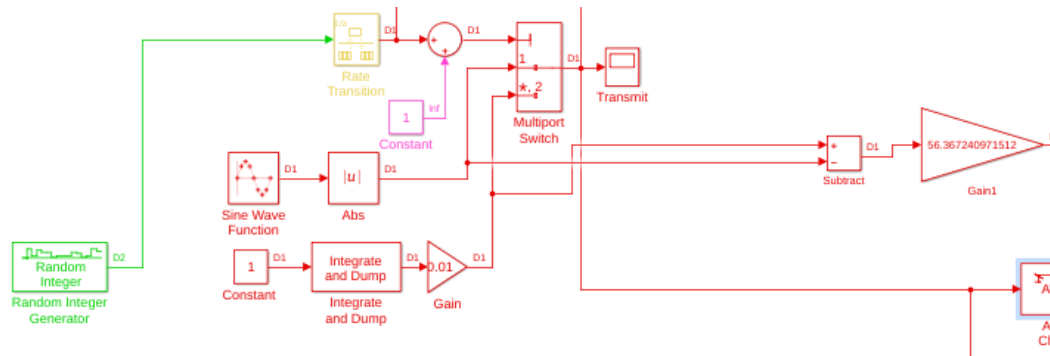 1/z
D1
+
+
D1
1
*, 2
D1
Rate
Transition
Transmit
1
Inf
Constant
Multiport
Switch
+
−
D1
56.367240971512
Subtract
Gain1
D1
|u|
D1
Sine Wave
Function
Abs
Random
Integer
D2
1
D1
Integrate
and Dump
D1
0.01
D1
Random Integer
Generator
Constant
Integrate
and Dump
Gain
A
A
Cl